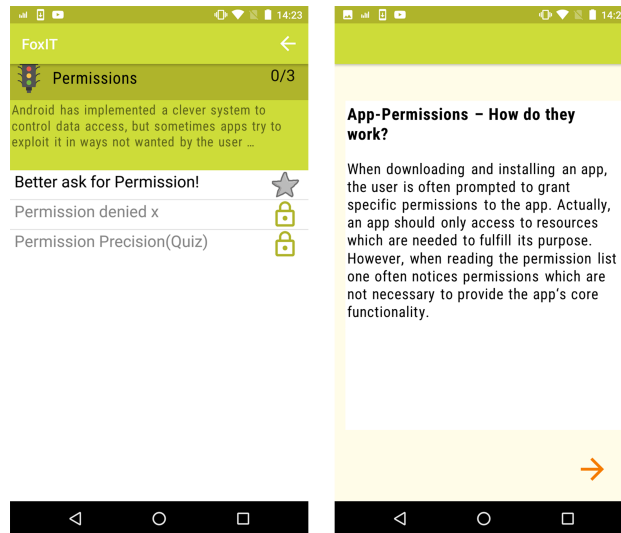 14:23
FoxIT
Permissions
0/3
Android has implemented a clever system to
control data access, but sometimes apps try to
exploit it in ways not wanted by the user …
Better ask for Permission!
Permission denied x
Permission Precision(Quiz)
App-Permissions – How do they
work?
When downloading and installing an app,
the user is often prompted to grant
specific permissions to the app. Actually,
an app should only access to resources
which are needed to fulfill its purpose.
However, when reading the permission list
one often notices permissions which are
not necessary to provide the app's core
functionality.